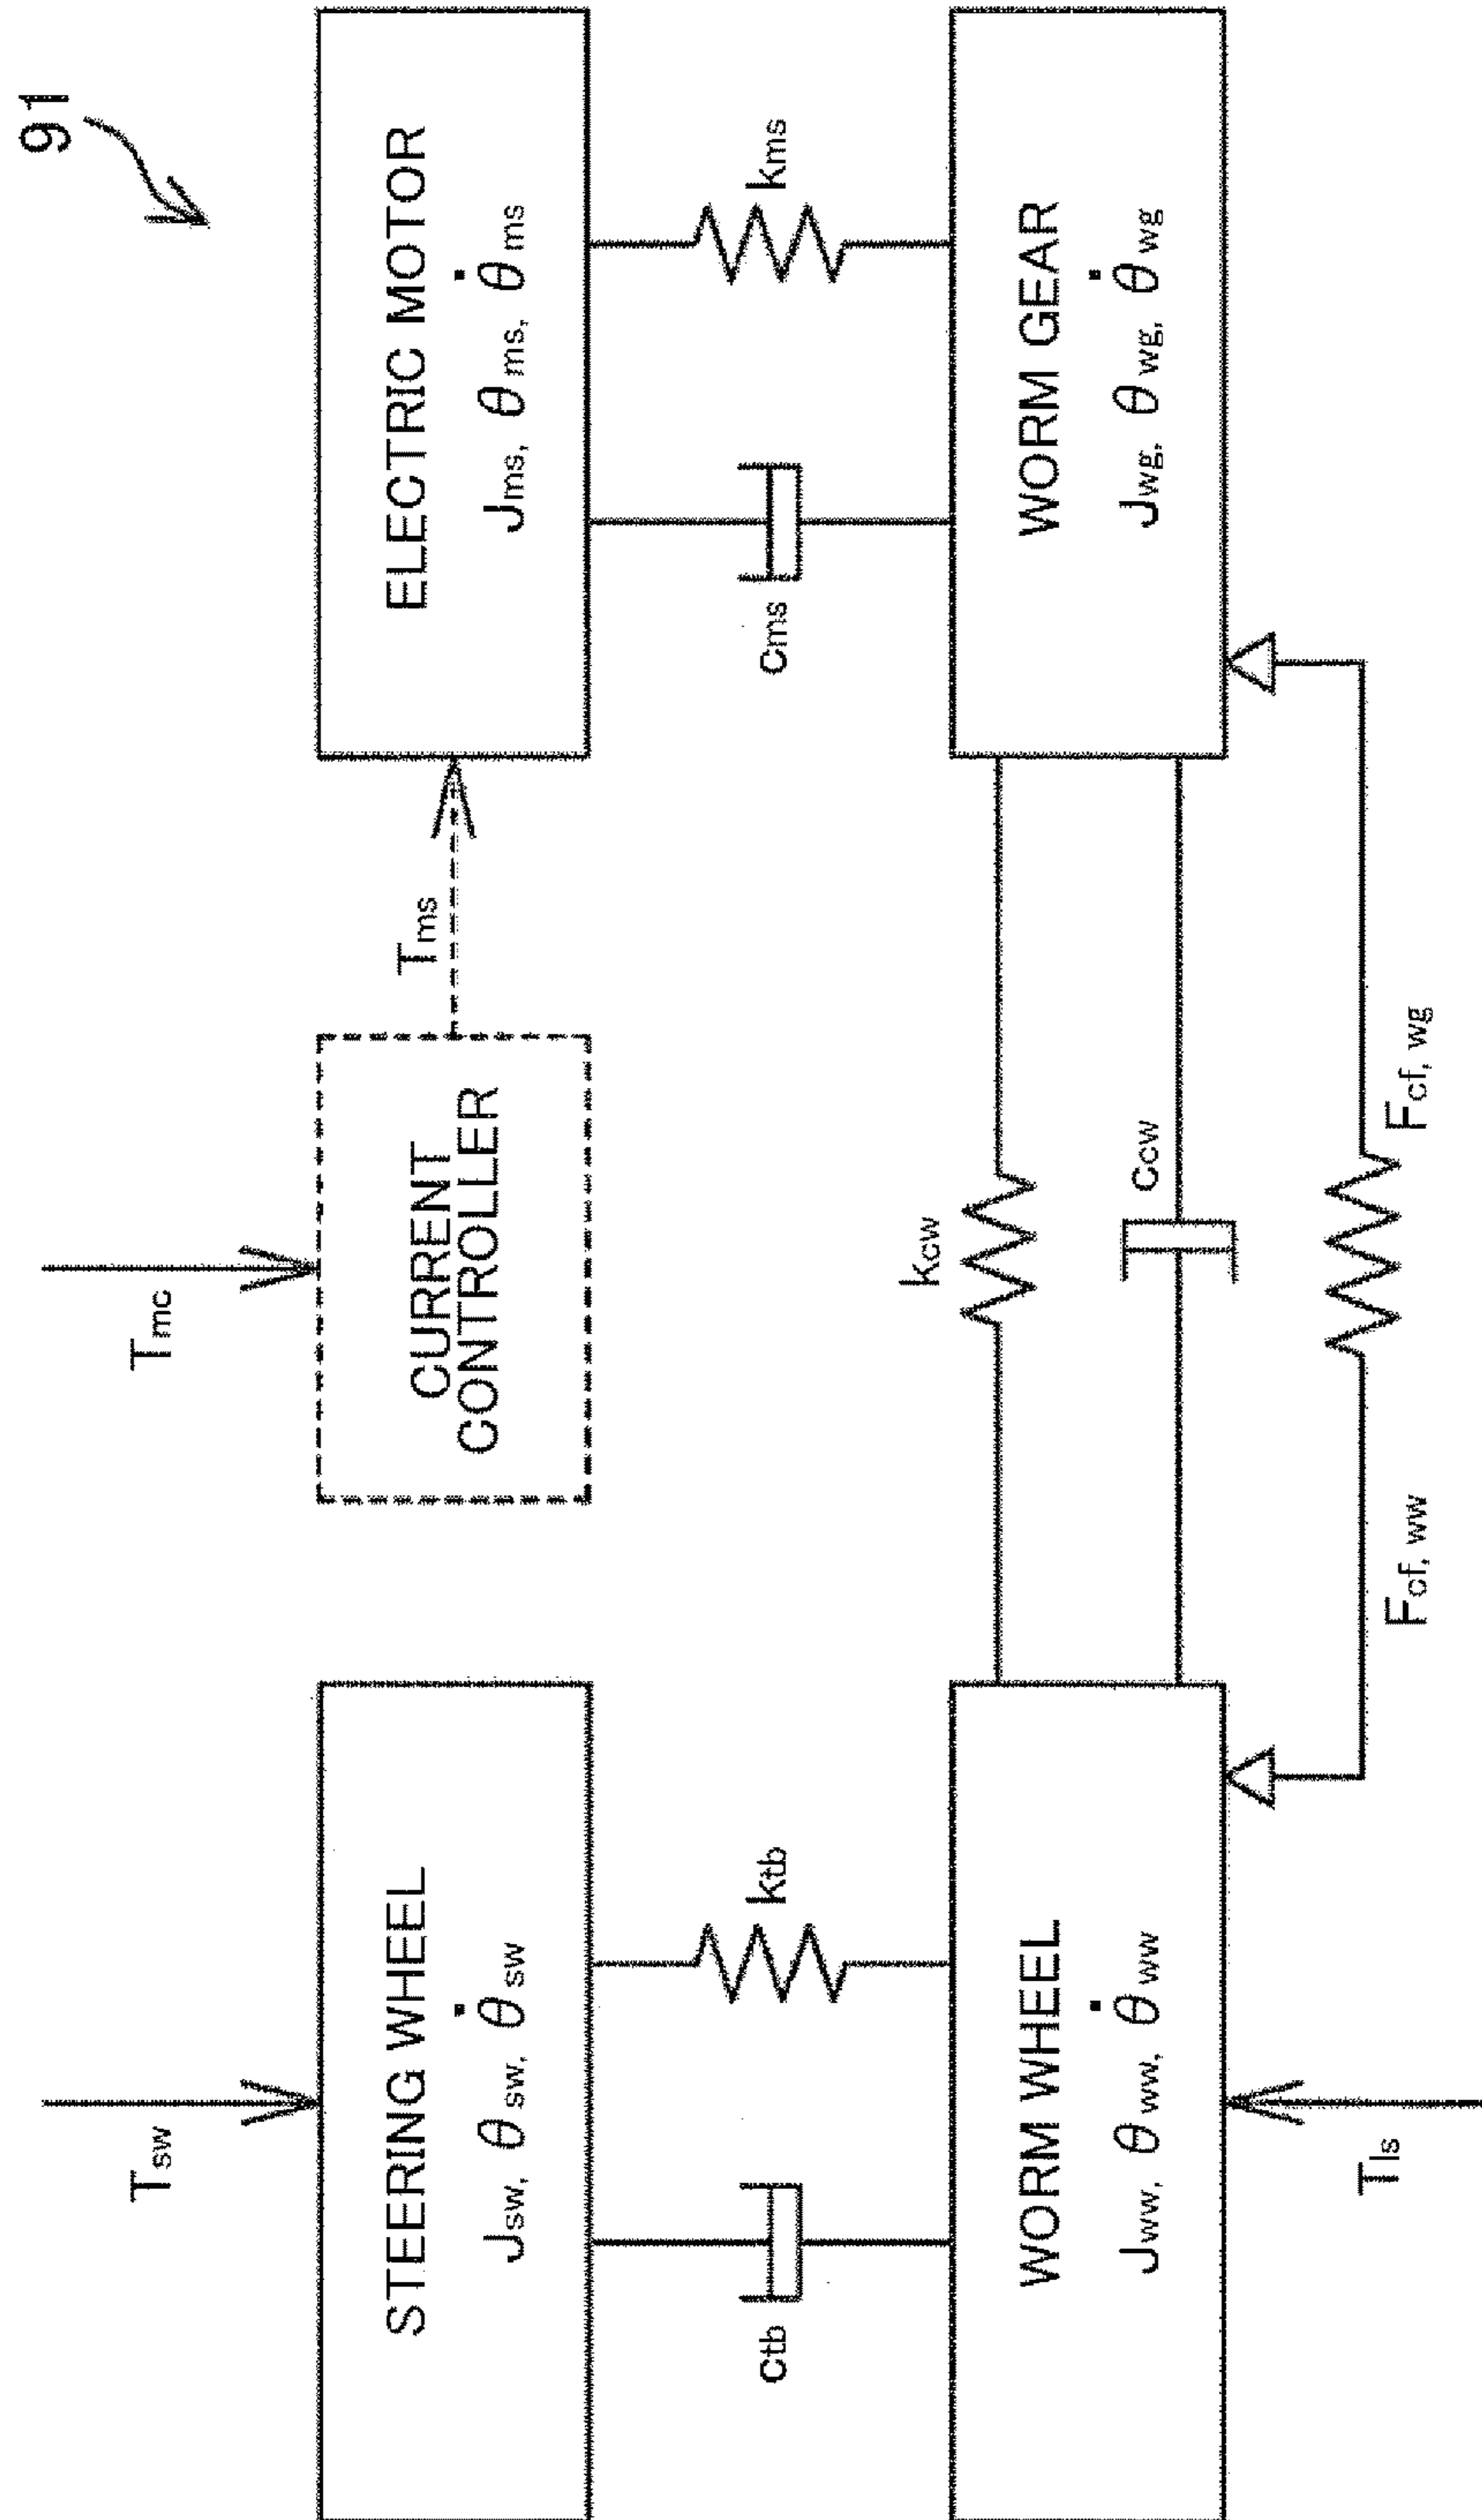 91
Tsw
Tmc
STEERING WHEEL
Jsw, θsw, θ̇sw
CURRENT
CONTROLLER
Tms
ELECTRIC MOTOR
Jms, θms, θ̇ms
ctb
ktb
cms
kms
WORM WHEEL
Jww, θww, θ̇ww
kcw
ccw
WORM GEAR
Jwg, θwg, θ̇wg
Tls
Fcf, ww
Fcf, wg